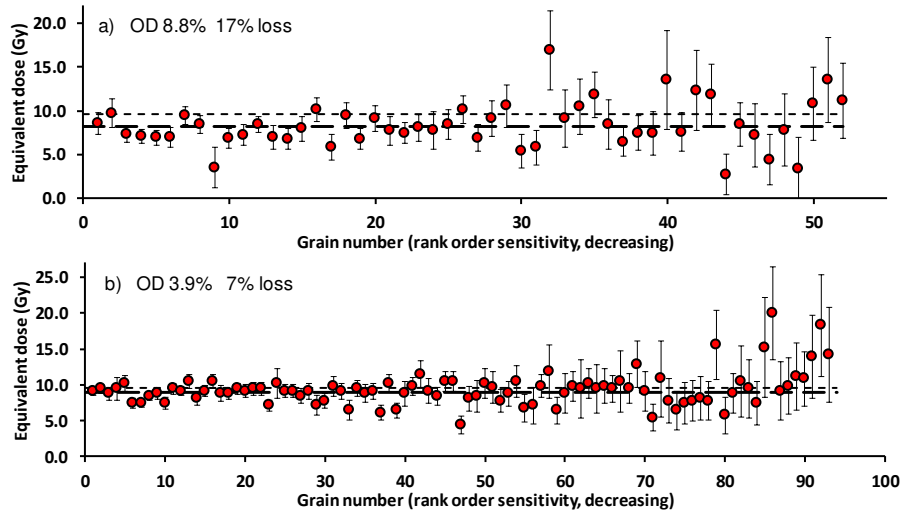 a) OD 8.8% 17% loss
Equivalent dose (Gy)
20.0
15.0
10.0
5.0
0.0
0 10 20 30 40 50
Grain number (rank order sensitivity, decreasing)
b) OD 3.9% 7% loss
Equivalent dose (Gy)
25.0
20.0
15.0
10.0
5.0
0.0
0 10 20 30 40 50 60 70 80 90 100
Grain number (rank order sensitivity, decreasing)